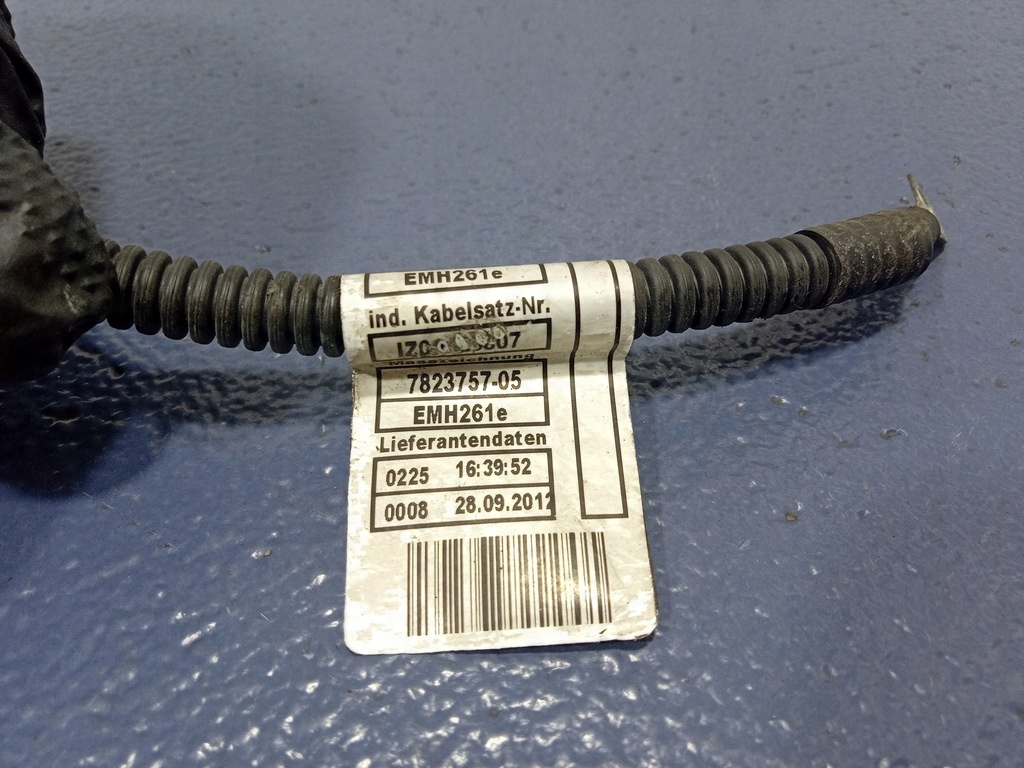 EMH261e
ind. Kabelsatz-Nr.
7823757-05
EMH261e
Lieferantendaten
0225 16:39:52
0008 28.09.2012